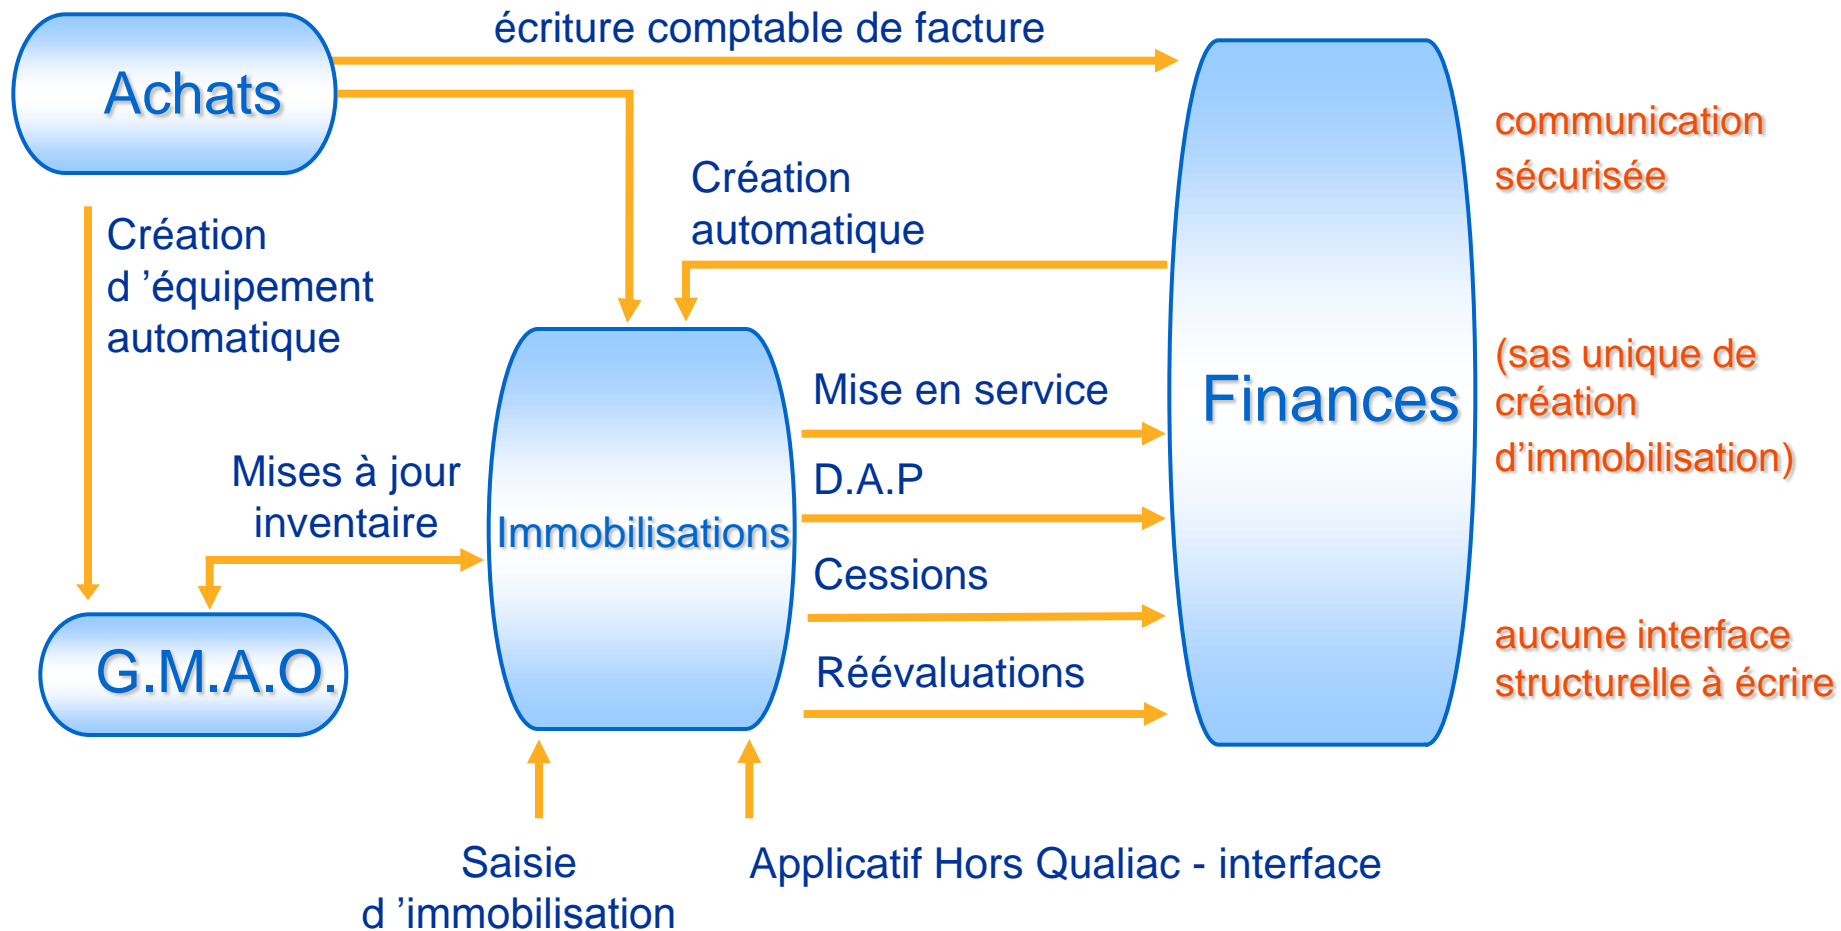 écriture comptable de facture
Achats
communication
sécurisée
Création
automatique
Création
d ’équipement
automatique
(sas unique de
création
d’immobilisation)
Mise en service
Finances
D.A.P
Mises à jour
inventaire
Immobilisations
Cessions
Réévaluations
aucune interface
structurelle à écrire
G.M.A.O.
Saisie
d ’immobilisation
Applicatif Hors Qualiac - interface